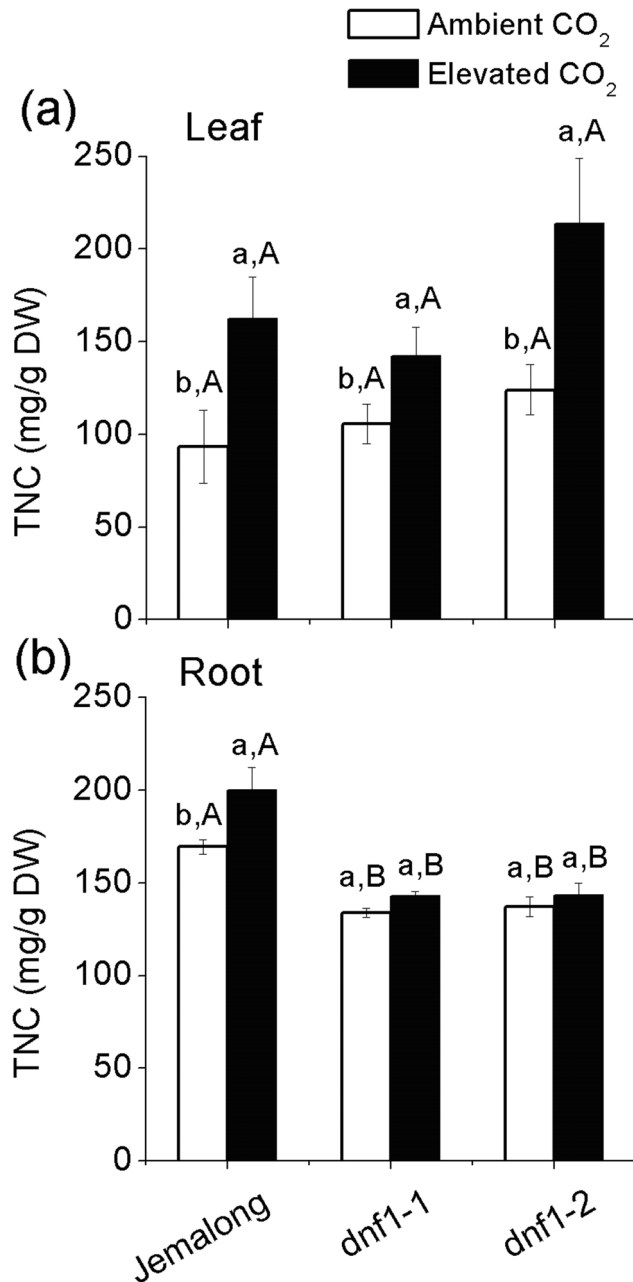 Ambient CO₂
Elevated CO₂
(a)
Leaf
TNC (mg/g DW)
250
200
150
100
50
0
b,A
a,A
b,A
a,A
b,A
a,A
(b)
Root
TNC (mg/g DW)
250
200
150
100
50
0
b,A
a,A
a,B
a,B
a,B
a,B
Jemalong
dnf1-1
dnf1-2